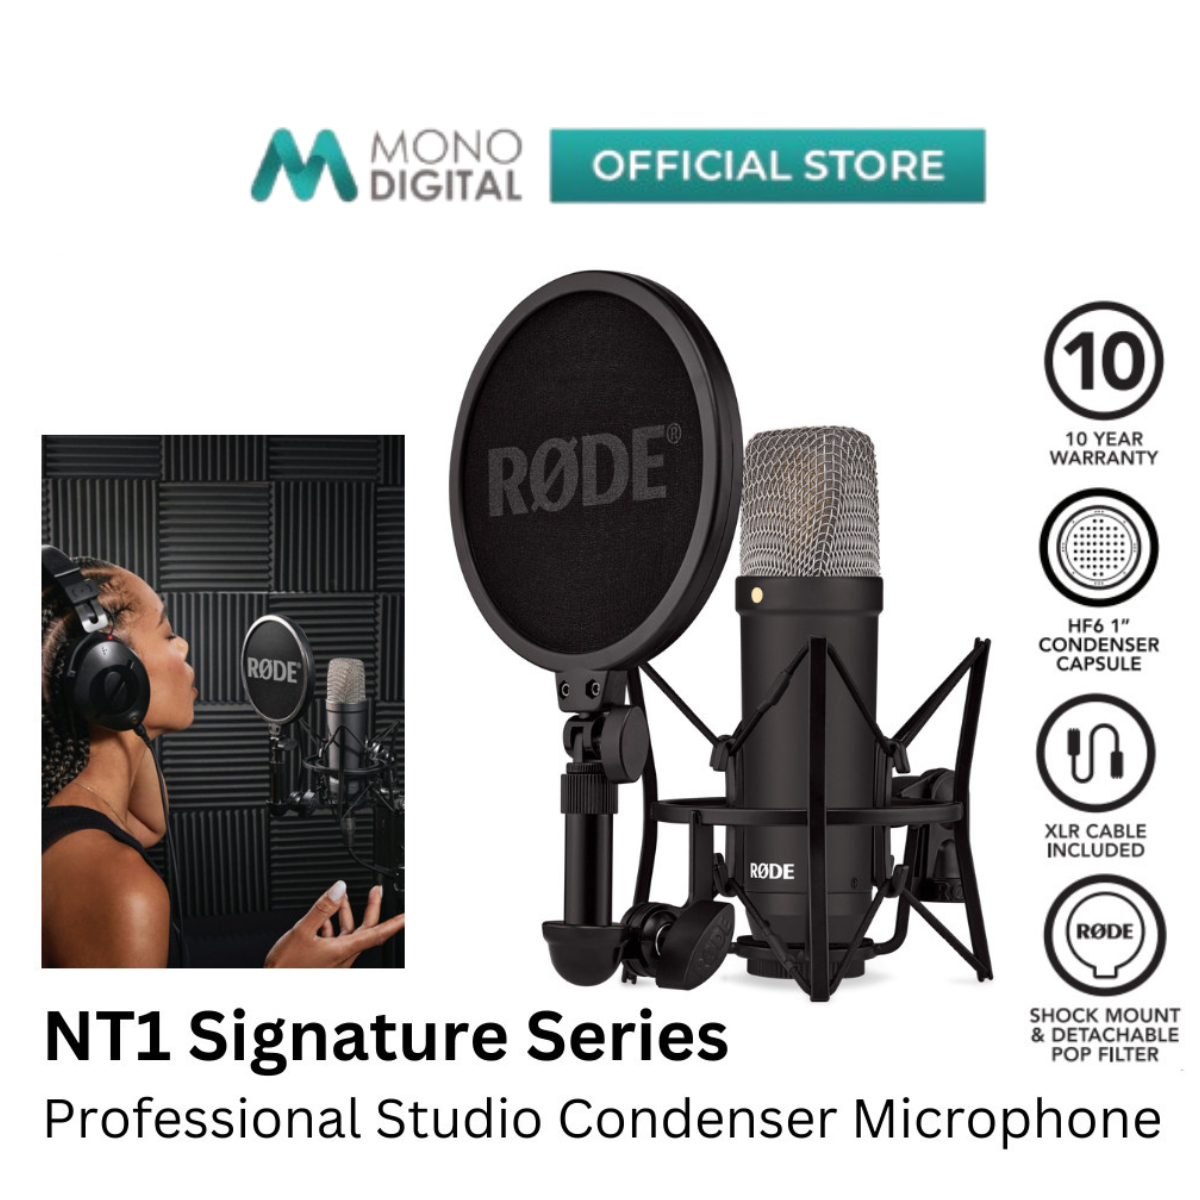 MONO
DIGITAL
OFFICIAL STORE
RØDE®
10
10 YEAR
WARRANTY
HF6 1”
CONDENSER
CAPSULE
RØDE
XLR CABLE
INCLUDED
RØDE
RØDE
RØDE
SHOCK MOUNT
& DETACHABLE
POP FILTER
NT1 Signature Series
Professional Studio Condenser Microphone